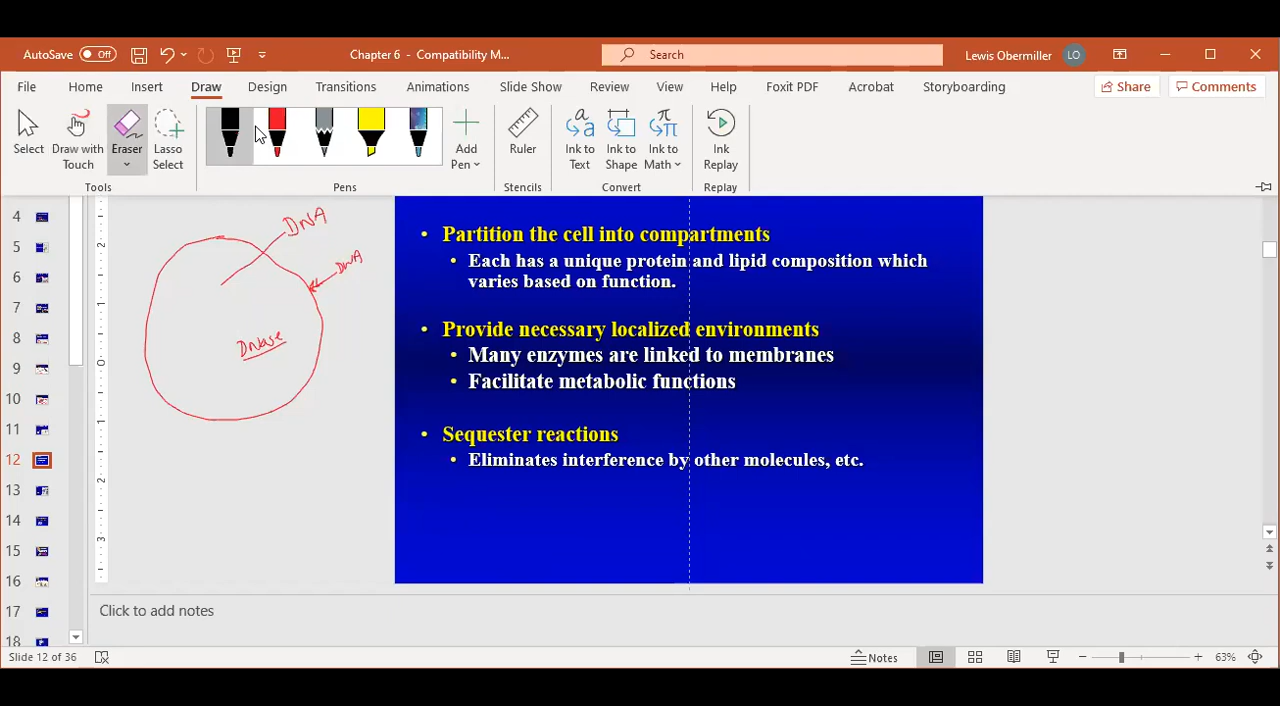 AutoSave Off Chapter 6 - Compatibility M... Search Lewis Obermiller LO
File Home Insert Draw Design Transitions Animations Slide Show Review View Help Foxit PDF Acrobat Storyboarding Share Comments
Select Draw with Touch Eraser Lasso Select Add Pen Ruler Ink to Text Ink to Shape Ink to Math Ink Replay
Tools Pens Stencils Convert Replay
4
5
6
7
8
9
10
11
12
13
14
15
16
17
18
2
1
0
1
2
3
DNA
DNA
DNase
• Partition the cell into compartments
• Each has a unique protein and lipid composition which
varies based on function.
• Provide necessary localized environments
• Many enzymes are linked to membranes
• Facilitate metabolic functions
• Sequester reactions
• Eliminates interference by other molecules, etc.
Click to add notes
Slide 12 of 36 Notes 63%